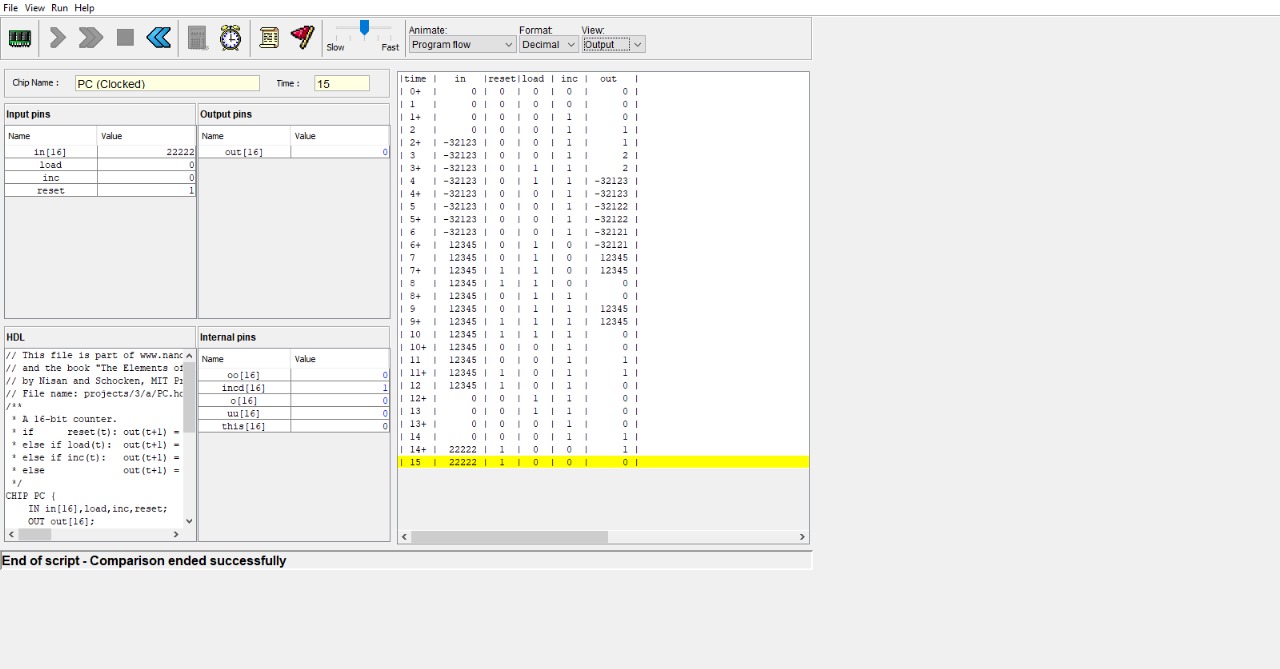 File View Run Help
Animate: Format: View:
Slow Fast Program flow Decimal Output
Chip Name : PC (Clocked) Time : 15
Input pins
Name Value
in[16] 22222
load 0
inc 0
reset 1
Output pins
Name Value
out[16] 0
HDL
// This file is part of www.nand
// and the book "The Elements of
// by Nisan and Schocken, MIT Pr
// File name: projects/3/a/PC.hd
/**
* A 16-bit counter.
* if reset(t): out(t+1) =
* else if load(t): out(t+1) =
* else if inc(t): out(t+1) =
* else out(t+1) =
*/
CHIP PC {
IN in[16],load,inc,reset;
OUT out[16];
Internal pins
Name Value
oo[16] 0
incd[16] 1
o[16] 0
uu[16] 0
this[16] 0
|time | in |reset|load | inc | out |
| 0+ | 0 | 0 | 0 | 0 | 0 |
| 1 | 0 | 0 | 0 | 0 | 0 |
| 1+ | 0 | 0 | 0 | 1 | 0 |
| 2 | 0 | 0 | 0 | 1 | 1 |
| 2+ | -32123 | 0 | 0 | 1 | 1 |
| 3 | -32123 | 0 | 0 | 1 | 2 |
| 3+ | -32123 | 0 | 1 | 1 | 2 |
| 4 | -32123 | 0 | 1 | 1 | -32123 |
| 4+ | -32123 | 0 | 0 | 1 | -32123 |
| 5 | -32123 | 0 | 0 | 1 | -32122 |
| 5+ | -32123 | 0 | 0 | 1 | -32122 |
| 6 | -32123 | 0 | 0 | 1 | -32121 |
| 6+ | 12345 | 0 | 1 | 0 | -32121 |
| 7 | 12345 | 0 | 1 | 0 | 12345 |
| 7+ | 12345 | 1 | 1 | 0 | 12345 |
| 8 | 12345 | 1 | 1 | 0 | 0 |
| 8+ | 12345 | 0 | 1 | 1 | 0 |
| 9 | 12345 | 0 | 1 | 1 | 12345 |
| 9+ | 12345 | 1 | 1 | 1 | 12345 |
| 10 | 12345 | 1 | 1 | 1 | 0 |
| 10+ | 12345 | 0 | 0 | 1 | 0 |
| 11 | 12345 | 0 | 0 | 1 | 1 |
| 11+ | 12345 | 1 | 0 | 1 | 1 |
| 12 | 12345 | 1 | 0 | 1 | 0 |
| 12+ | 0 | 0 | 1 | 1 | 0 |
| 13 | 0 | 0 | 1 | 1 | 0 |
| 13+ | 0 | 0 | 0 | 1 | 0 |
| 14 | 0 | 0 | 0 | 1 | 1 |
| 14+ | 22222 | 1 | 0 | 0 | 1 |
| 15 | 22222 | 1 | 0 | 0 | 0 |
End of script - Comparison ended successfully